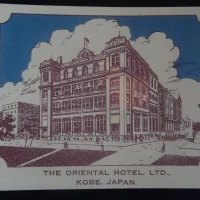 THE ORIENTAL HOTEL, LTD.,
KOBE, JAPAN.